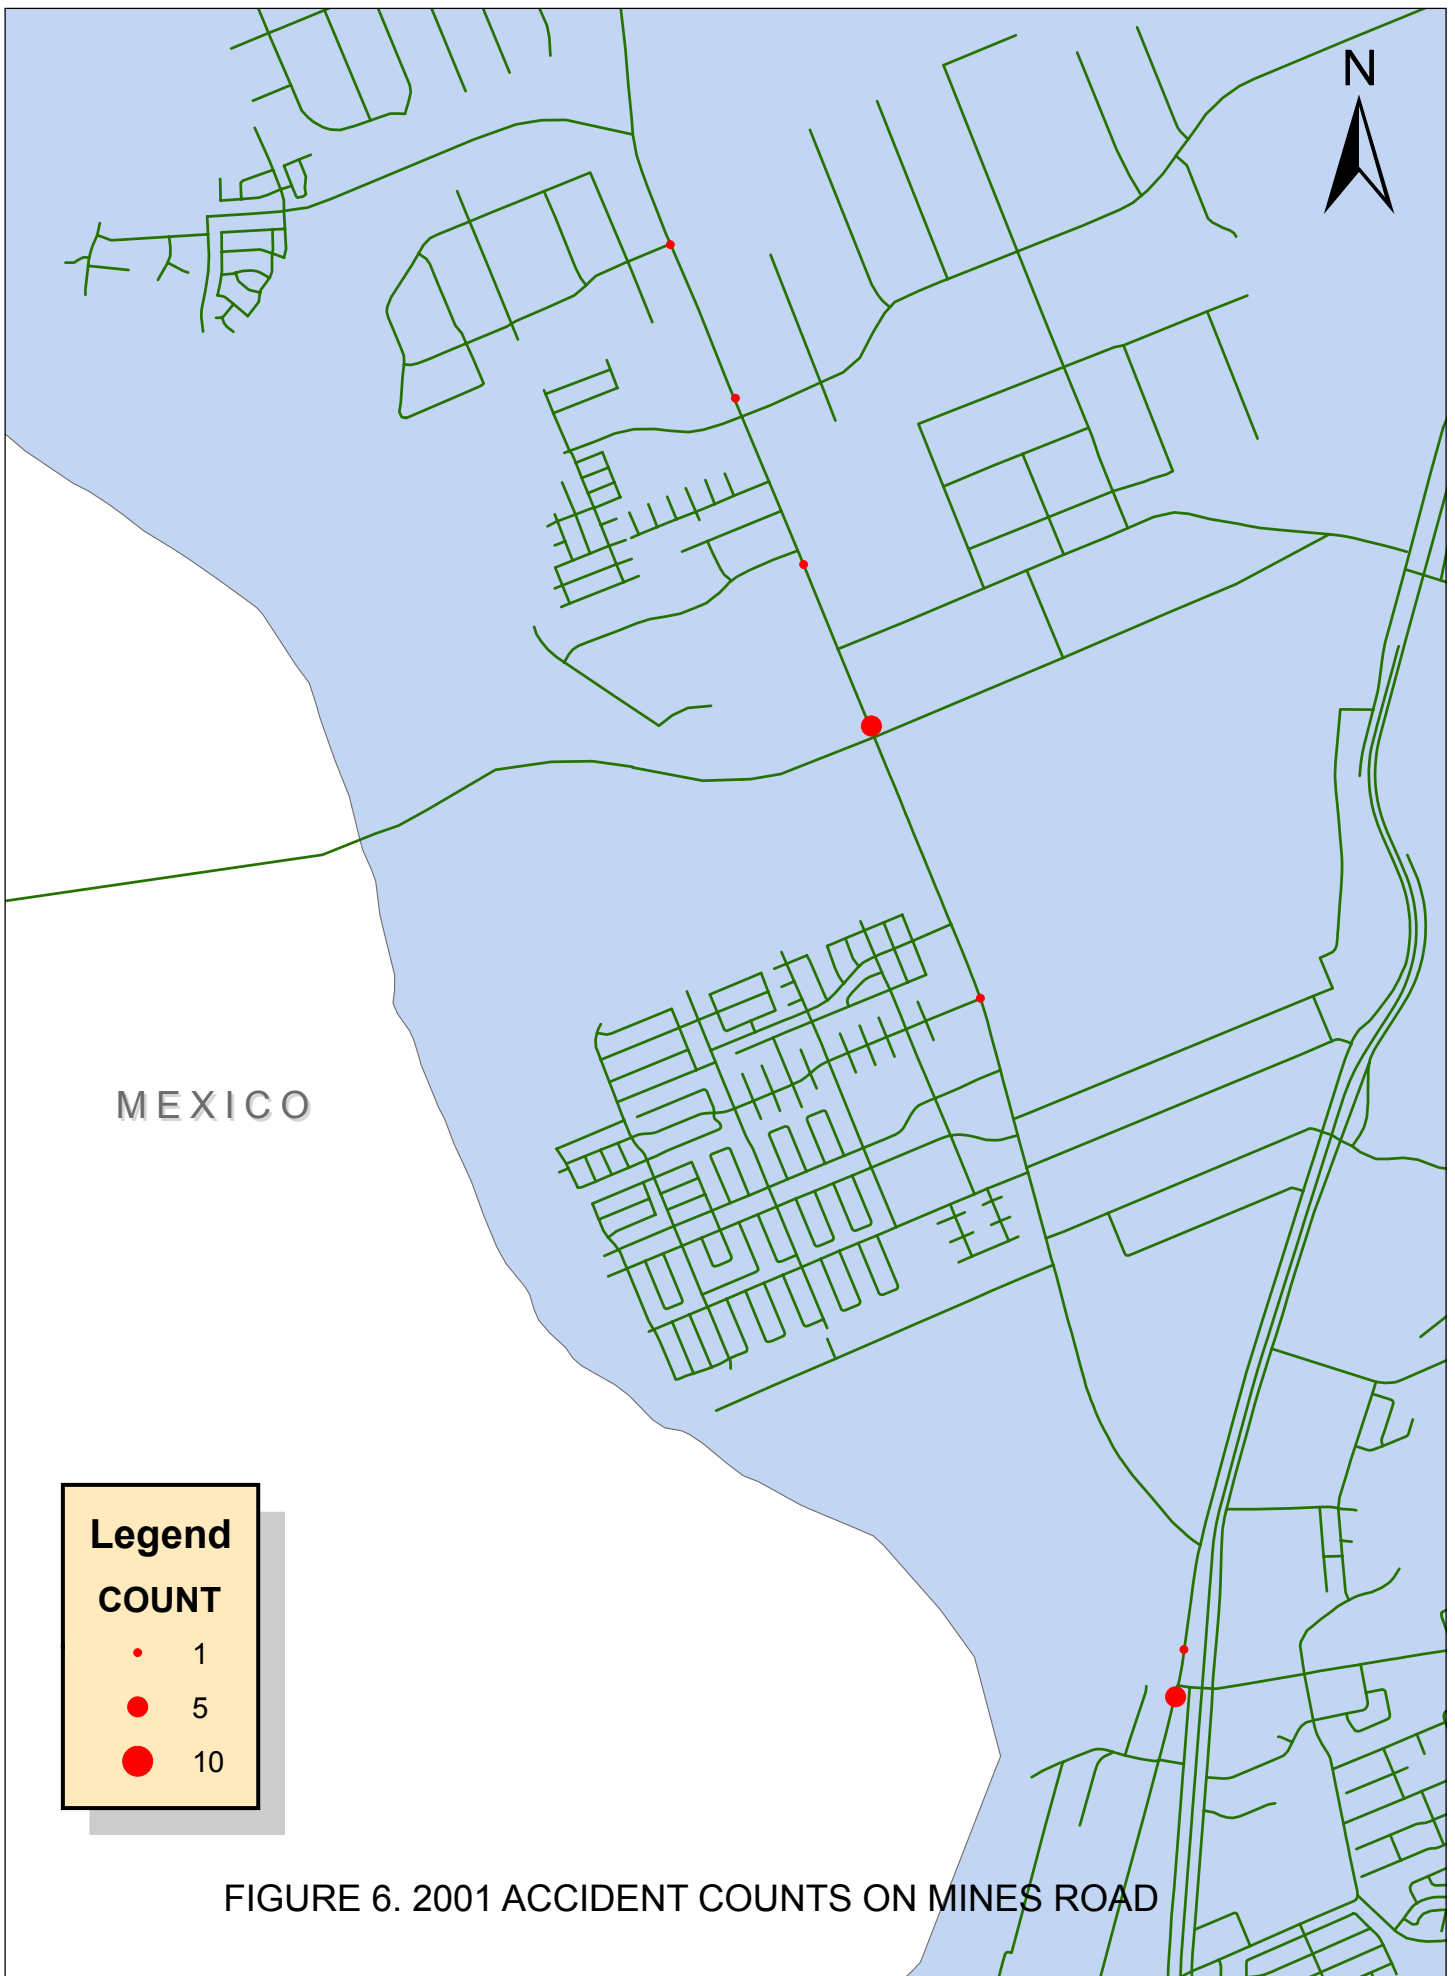 N
MEXICO
Legend
COUNT
1
5
10
FIGURE 6. 2001 ACCIDENT COUNTS ON MINES ROAD